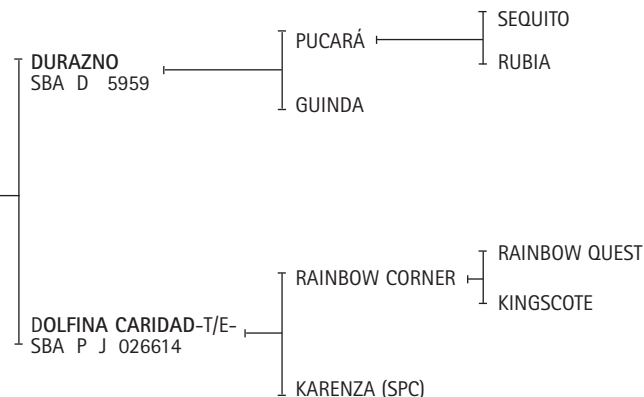 SEQUITO
PUCARÁ
DURAZNO
RUBIA
SBA D 5959
GUINDA
RAINBOW QUEST
RAINBOW CORNER
KINGSCOTE
DOLFINA CARIDAD-T/E-
SBA P J 026614
KARENZA (SPC)